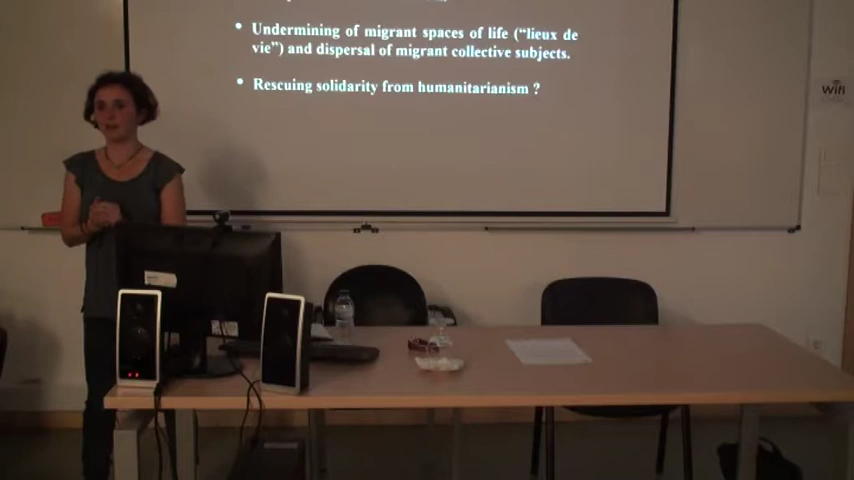 • Undermining of migrant spaces of life (“lieux de
vie”) and dispersal of migrant collective subjects.
• Rescuing solidarity from humanitarianism ?
wifi